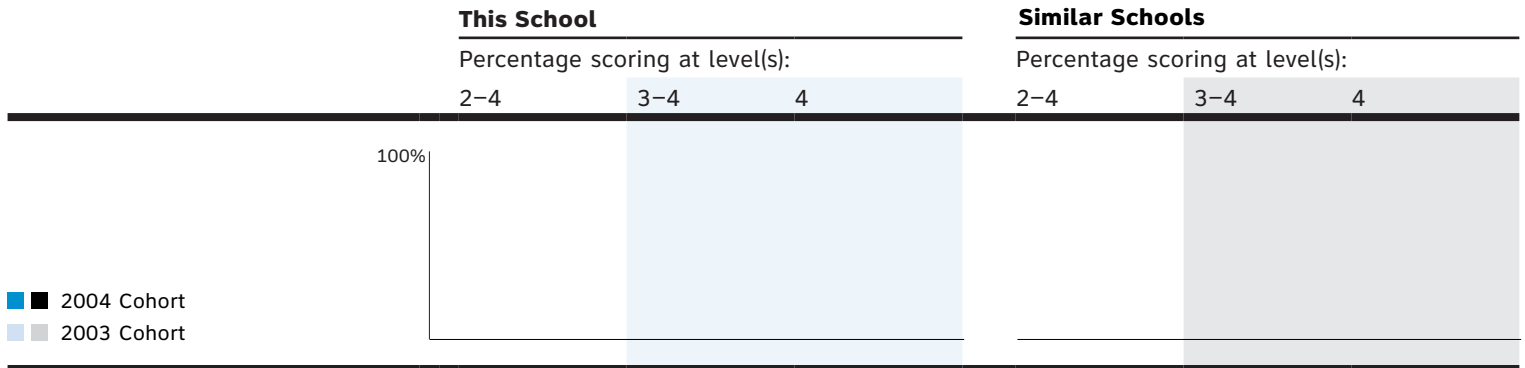 This School
Percentage scoring at level(s):
2–4 3–4 4
Similar Schools
Percentage scoring at level(s):
2–4 3–4 4
100%
2004 Cohort
2003 Cohort